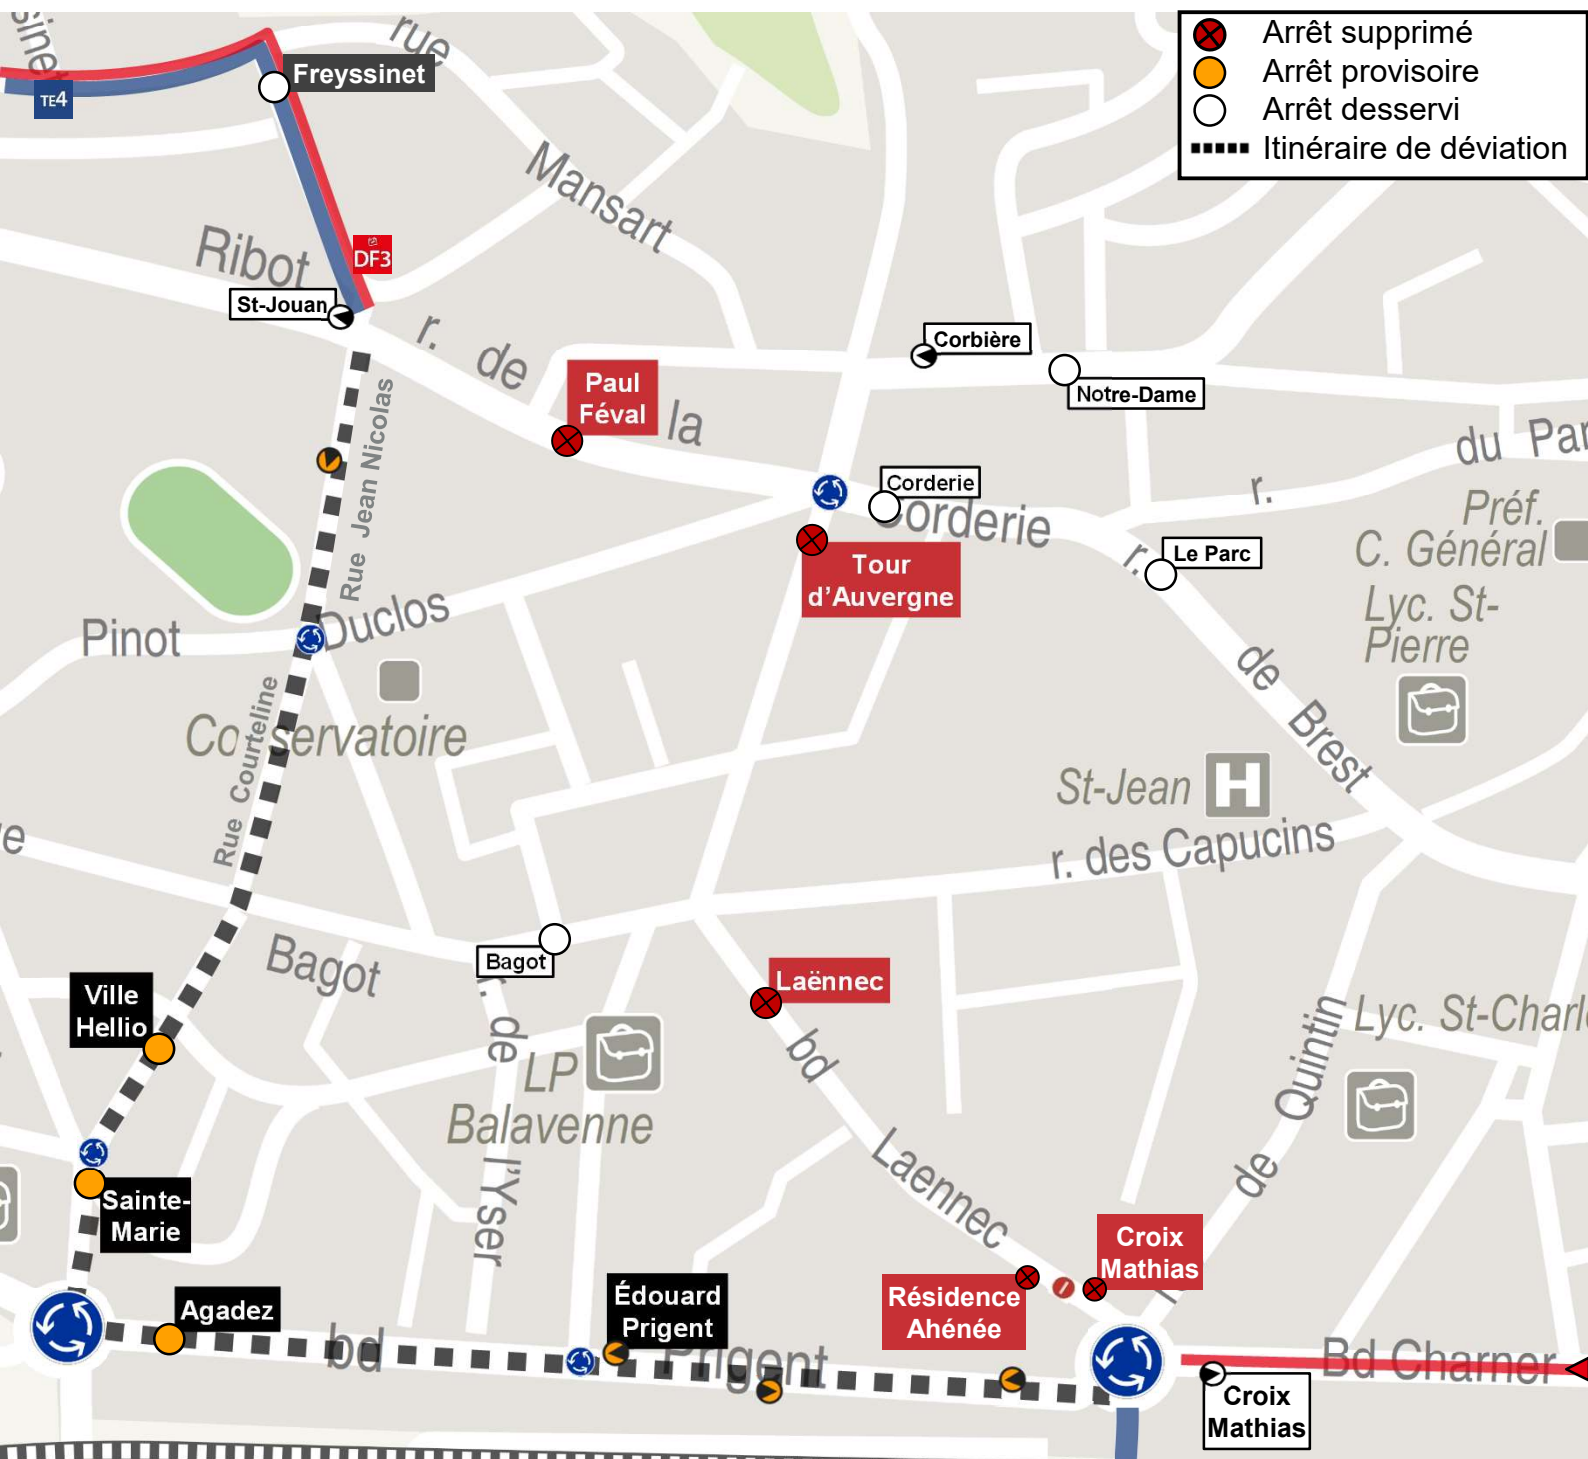 Arrêt supprimé
Arrêt provisoire
Arrêt desservi
Itinéraire de déviation
sinet
rue
Freyssinet
TE4
Mansart
Ribot
DF3
St-Jouan
r. de la
Corderie
Paul
Féval
Corbière
Notre-Dame
du Par
r.
Corderie
Rue Jean Nicolas
Préf.
C. Général
Tour
d'Auvergne
r.
Le Parc
Lyc. St-
Pierre
Pinot
Duclos
de Brest
Rue Courteline
Conservatoire
St-Jean
H
r. des Capucins
e
Bagot
Bagot
r. de
l'Yser
Laënnec
Ville
Hellio
LP
Balavenne
bd
Laennec
Lyc. St-Charle
de Quintin
Sainte-
Marie
Croix
Mathias
Agadez
Édouard
Prigent
Résidence
Ahénée
bd Prigent
Bd Charner
Croix
Mathias